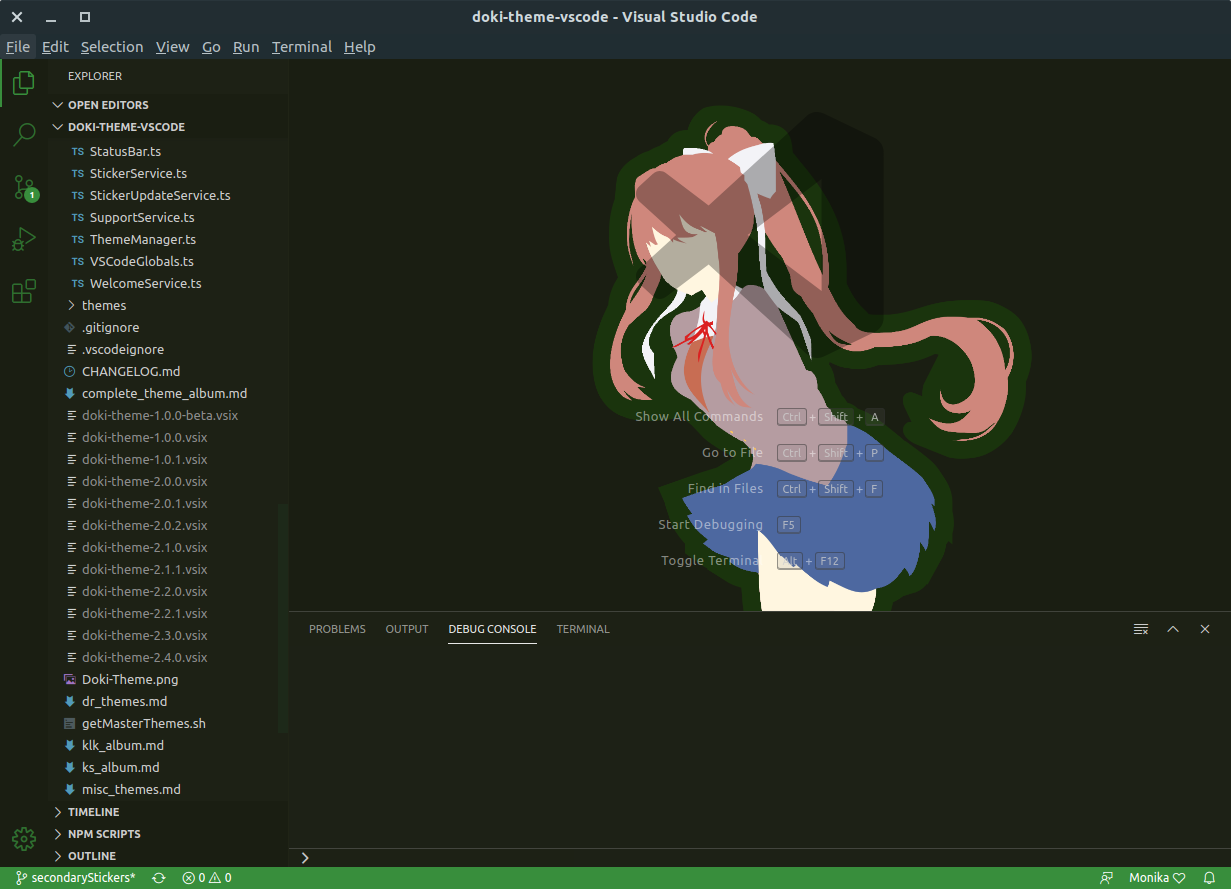 doki-theme-vscode - Visual Studio Code
File Edit Selection View Go Run Terminal Help
EXPLORER
OPEN EDITORS
DOKI-THEME-VSCODE
TS StatusBar.ts
TS StickerService.ts
TS StickerUpdateService.ts
TS SupportService.ts
TS ThemeManager.ts
TS VSCodeGlobals.ts
TS WelcomeService.ts
themes
.gitignore
.vscodeignore
CHANGELOG.md
complete_theme_album.md
doki-theme-1.0.0-beta.vsix
doki-theme-1.0.0.vsix
doki-theme-1.0.1.vsix
doki-theme-2.0.0.vsix
doki-theme-2.0.1.vsix
doki-theme-2.0.2.vsix
doki-theme-2.1.0.vsix
doki-theme-2.1.1.vsix
doki-theme-2.2.0.vsix
doki-theme-2.2.1.vsix
doki-theme-2.3.0.vsix
doki-theme-2.4.0.vsix
Doki-Theme.png
dr_themes.md
getMasterThemes.sh
klk_album.md
ks_album.md
misc_themes.md
TIMELINE
NPM SCRIPTS
OUTLINE
1
Show All Commands Ctrl + Shift + A
Go to File Ctrl + Shift + P
Find in Files Ctrl + Shift + F
Start Debugging F5
Toggle Terminal Alt + F12
PROBLEMS OUTPUT DEBUG CONSOLE TERMINAL
secondaryStickers* 0 0 Monika